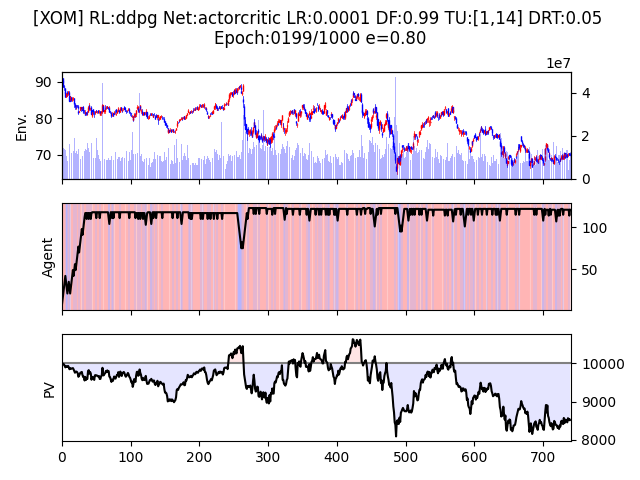 [XOM] RL:ddpg Net:actorcritic LR:0.0001 DF:0.99 TU:[1,14] DRT:0.05
Epoch:0199/1000 e=0.80
1e7
90
80
70
Env.
4
2
0
Agent
100
50
PV
10000
9000
8000
0 100 200 300 400 500 600 700